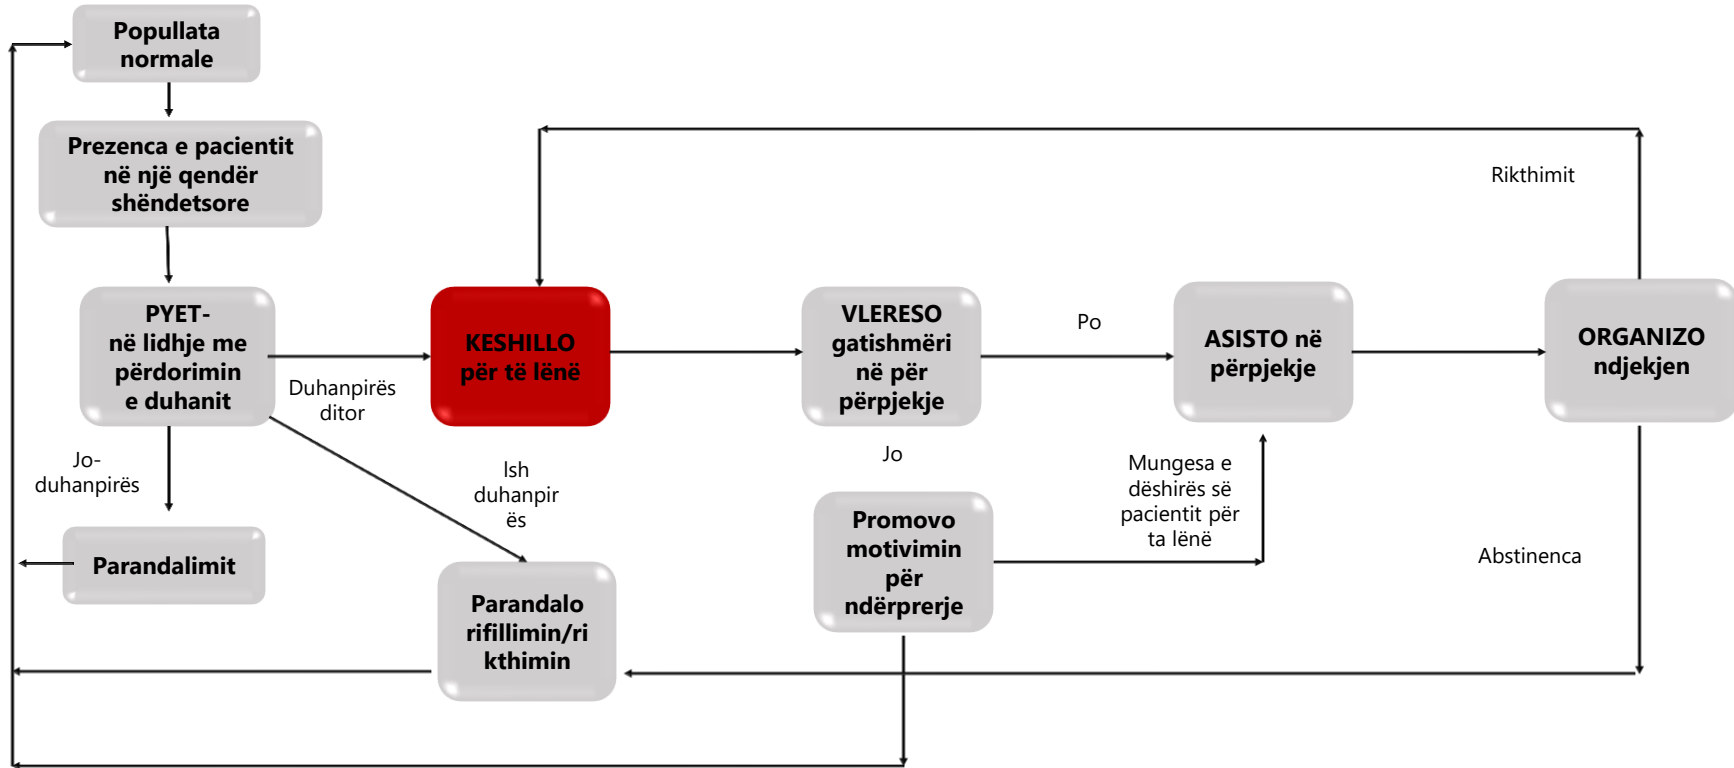 Popullata
normale
Prezenca e pacientit
në një qendër
shëndetsore
Rikthimit
PYET-
në lidhje me
përdorimin
e duhanit
Duhanpirës
ditor
KESHILLO
për të lënë
VLERESO
gatishmëri
në për
përpjekje
Po
ASISTO në
përpjekje
ORGANIZO
ndjekjen
Jo-
duhanpirës
Ish
duhanpir
ës
Jo
Mungesa e
dëshirës së
pacientit për
ta lënë
Parandalimit
Parandalo
rifillimin/ri
kthimin
Promovo
motivimin
për
ndërprerje
Abstinenca